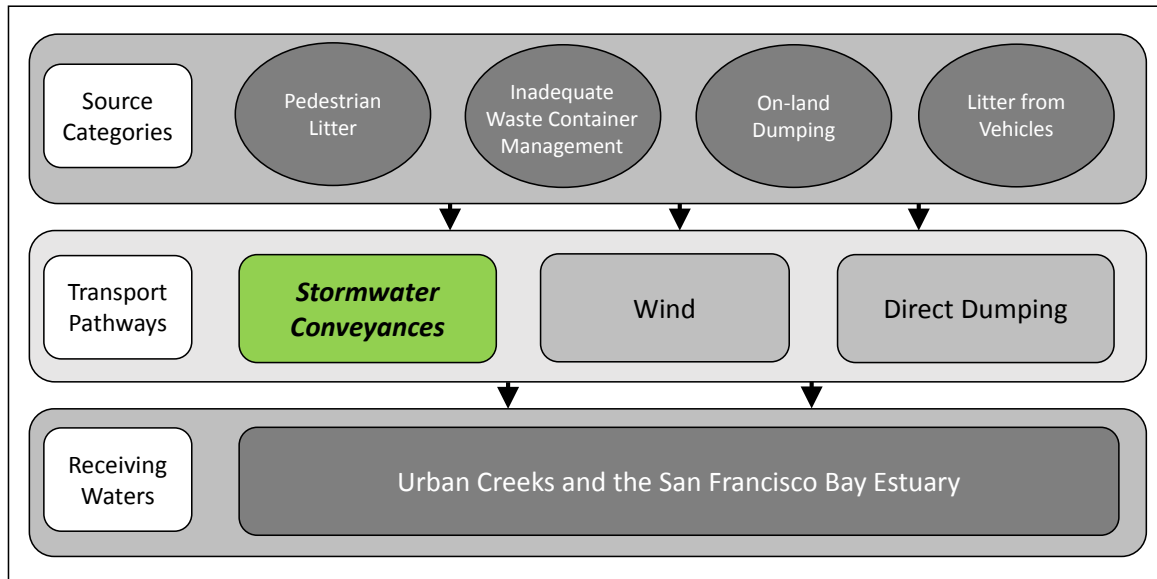 Source
Categories
Pedestrian
Litter
Inadequate
Waste Container
Management
On-land
Dumping
Litter from
Vehicles
Transport
Pathways
Stormwater
Conveyances
Wind
Direct Dumping
Receiving
Waters
Urban Creeks and the San Francisco Bay Estuary